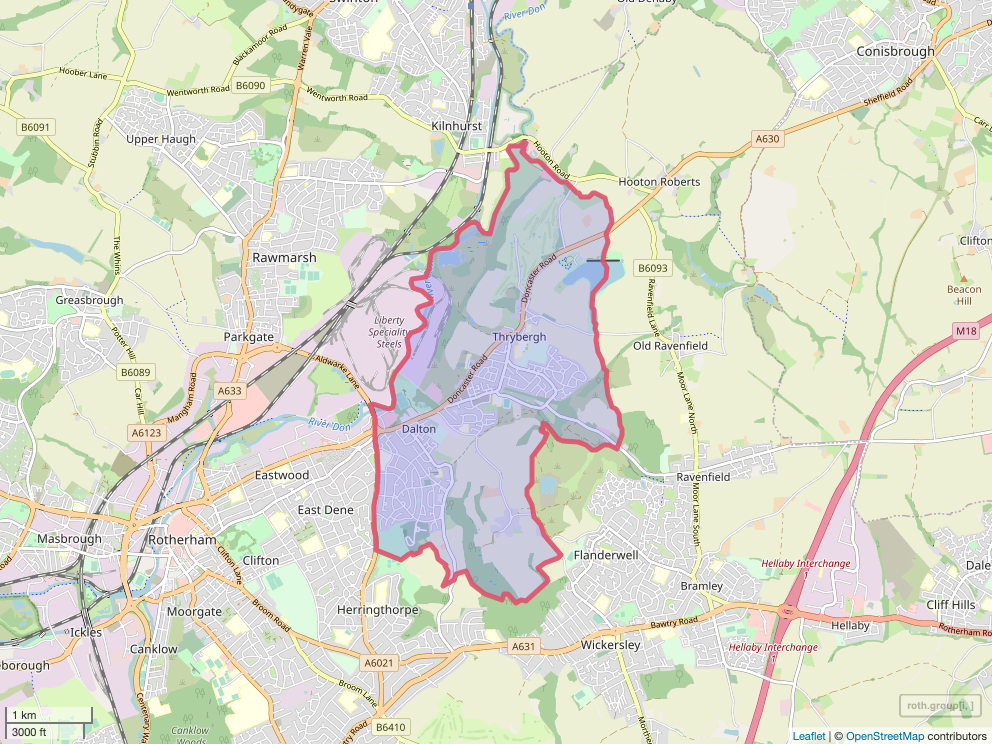 Swinton
River Don
Old Denaby
Blackamoor Road
Warren Vale
Conisbrough
Hoober Lane
Wentworth Road
B6090
Wentworth Road
Sheffield Road
B6091
Stubbin Road
Upper Haugh
Kilnhurst
A630
Hooton Road
Hooton Roberts
The Whins
Rawmarsh
Clifton
Doncaster Road
B6093
Beacon
Hill
Greasbrough
Potter Hill
Ravenfield Lane
Liberty
Speciality
Steels
M18
Parkgate
Thrybergh
Old Ravenfield
Aldwarke Lane
B6089
Car Hill
A633
Mangham Road
Doncaster Road
Moor Lane North
River Don
A6123
Dalton
Eastwood
Ravenfield
East Dene
Moor Lane South
Masbrough
Rotherham
Clifton
Clifton Lane
Flanderwell
Hellaby Interchange
1
Dale
Bramley
Broom Road
Moorgate
Herringthorpe
Cliff Hills
Bawtry Road
Hellaby
Rotherham Ro
Ickles
Canklow
A631
Wickersley
Hellaby Interchange
1
A6021
Broom Lane
Centenary Wa
B6410
Canklow
Woods
1 km
3000 ft
roth.group[i, ]
Leaflet | © OpenStreetMap contributors